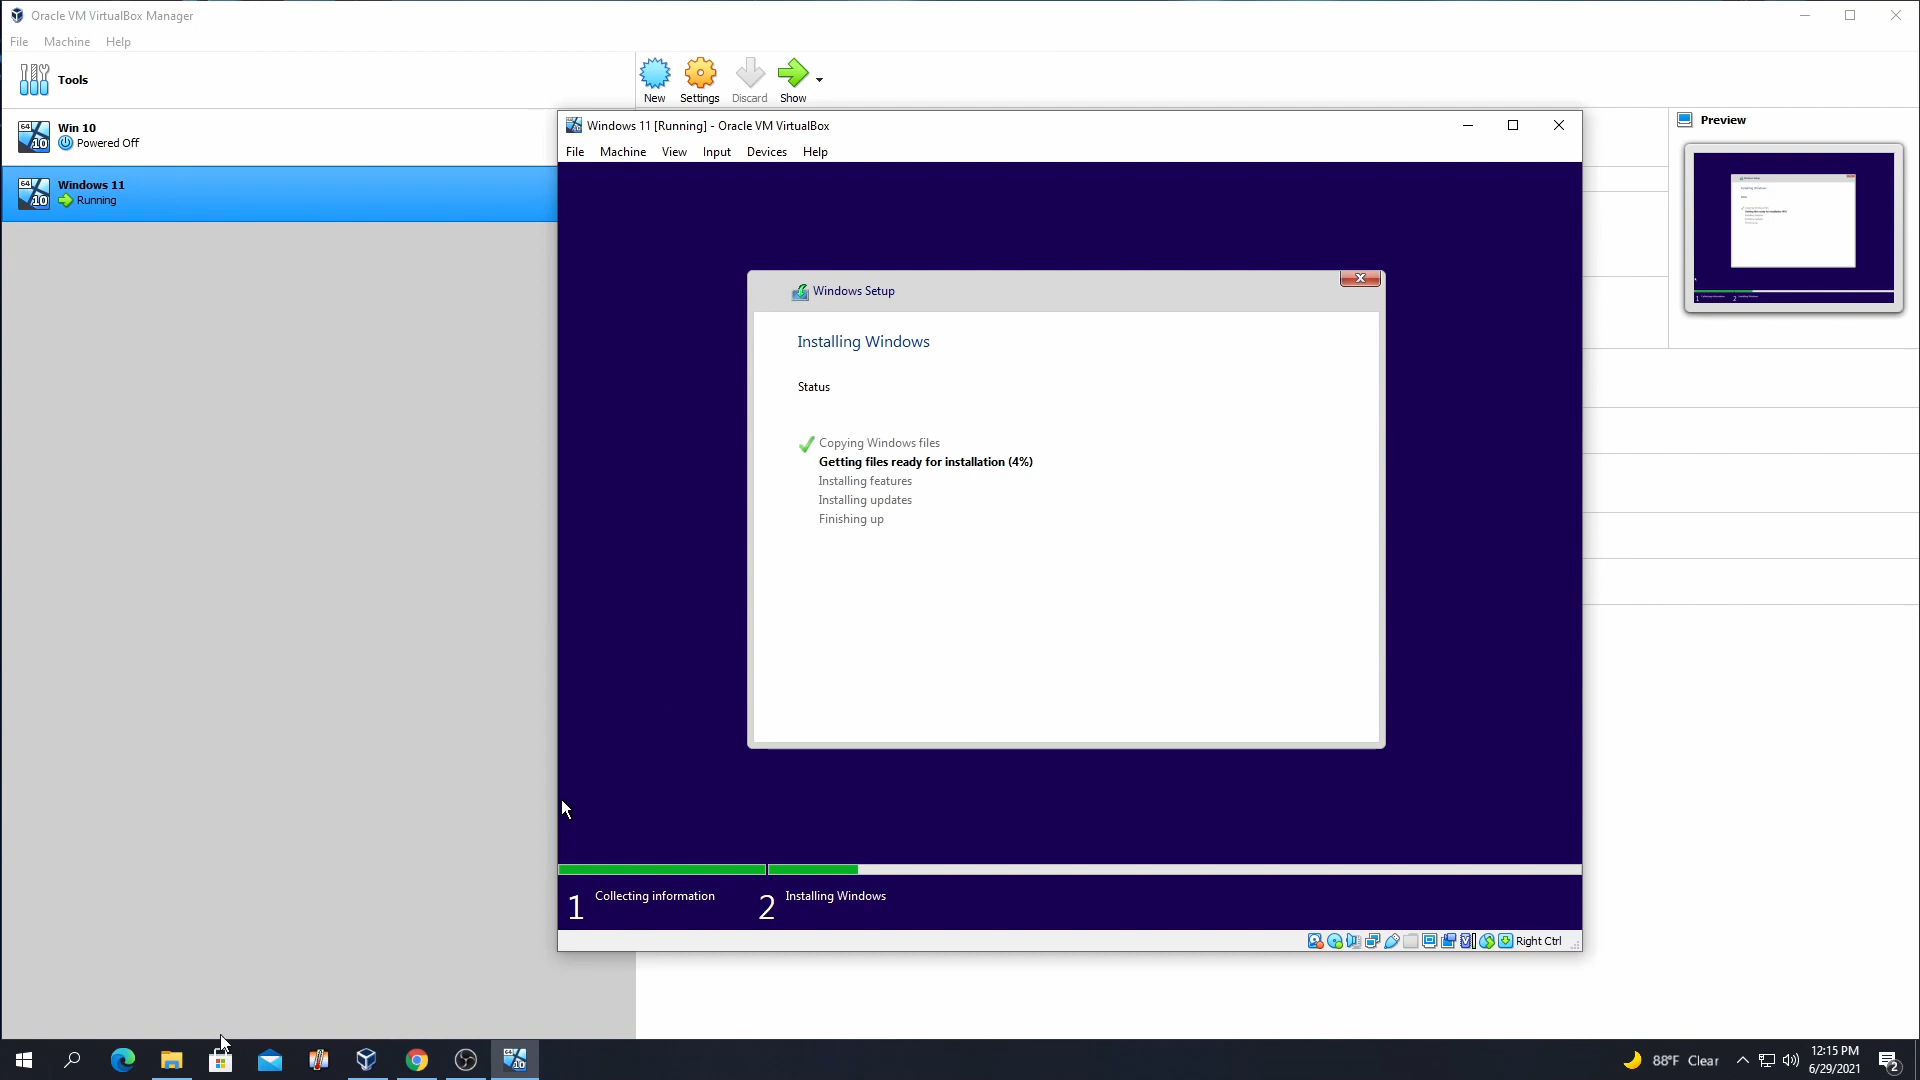 Oracle VM VirtualBox Manager
File Machine Help
Tools
New Settings Discard Show
Win 10
Powered Off
Windows 11
Running
Windows 11 [Running] - Oracle VM VirtualBox
File Machine View Input Devices Help
Preview
Windows Setup
Installing Windows
Status
Copying Windows files
Getting files ready for installation (4%)
Installing features
Installing updates
Finishing up
1 Collecting information 2 Installing Windows
Right Ctrl
88°F Clear
12:15 PM
6/29/2021
2